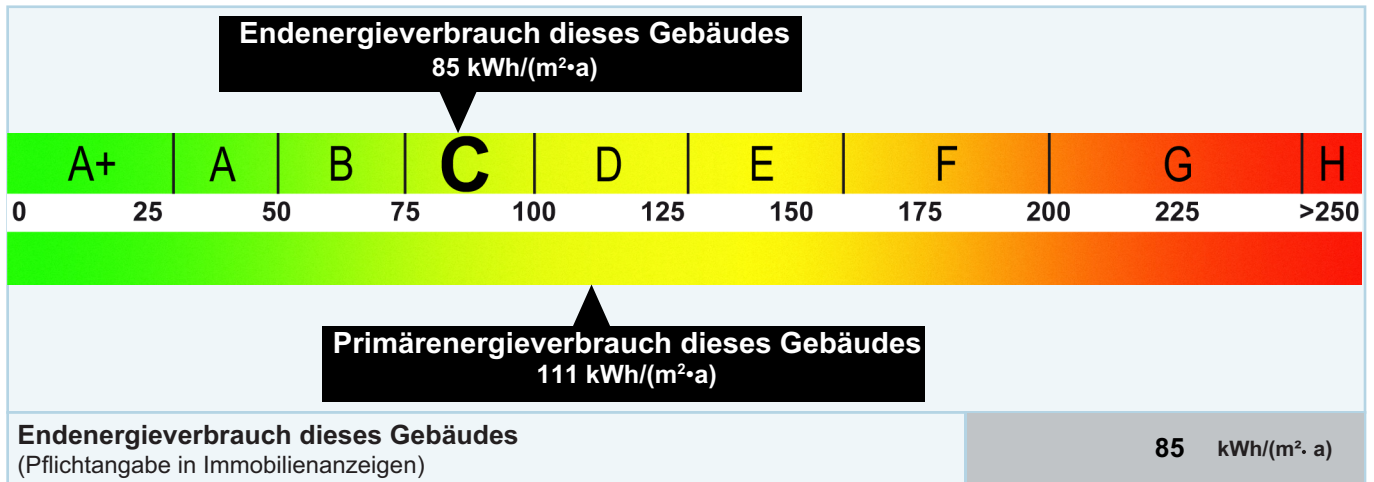 Endenergieverbrauch dieses Gebäudes
85 kWh/(m²•a)
A+ A B C D E F G H
0 25 50 75 100 125 150 175 200 225 >250
Primärenergieverbrauch dieses Gebäudes
111 kWh/(m²•a)
Endenergieverbrauch dieses Gebäudes
(Pflichtangabe in Immobilienanzeigen)
85 kWh/(m²· a)